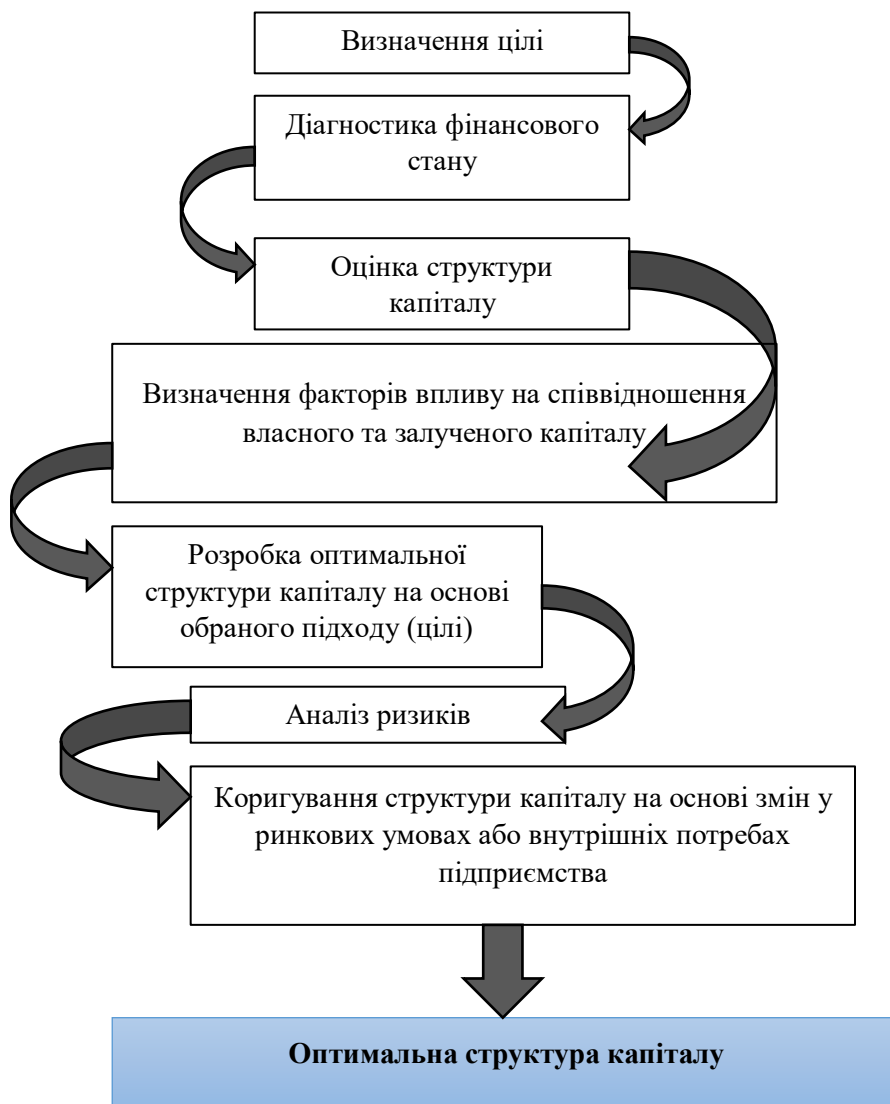 Визначення цілі
Діагностика фінансового
стану
Оцінка структури
капіталу
Визначення факторів впливу на співвідношення
власного та залученого капіталу
Розробка оптимальної
структури капіталу на основі
обраного підходу (цілі)
Аналіз ризиків
Коригування структури капіталу на основі змін у
ринкових умовах або внутрішніх потребах
підприємства
Оптимальна структура капіталу